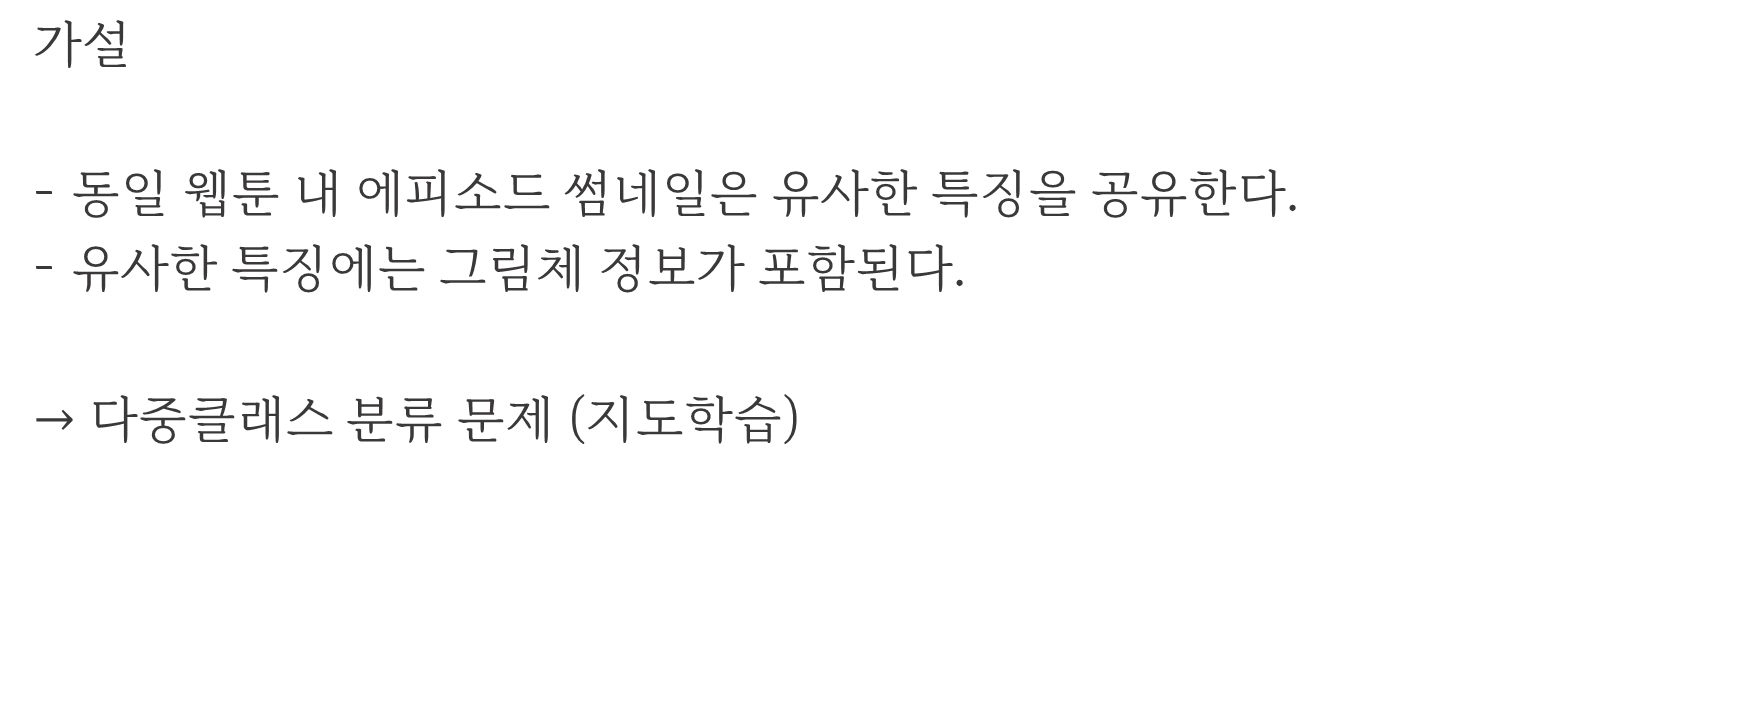 가설
- 동일 웹툰 내 에피소드 썸네일은 유사한 특징을 공유한다.
- 유사한 특징에는 그림체 정보가 포함된다.
→ 다중클래스 분류 문제 (지도학습)